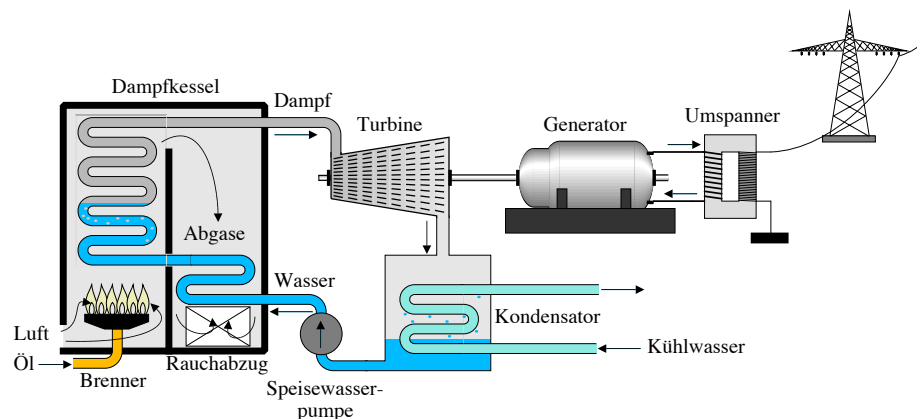 Dampfkessel
Dampf
Turbine
Generator
Umspanner
Abgase
Wasser
Luft
Öl
Brenner
Rauchabzug
Speisewasser-
pumpe
Kondensator
Kühlwasser